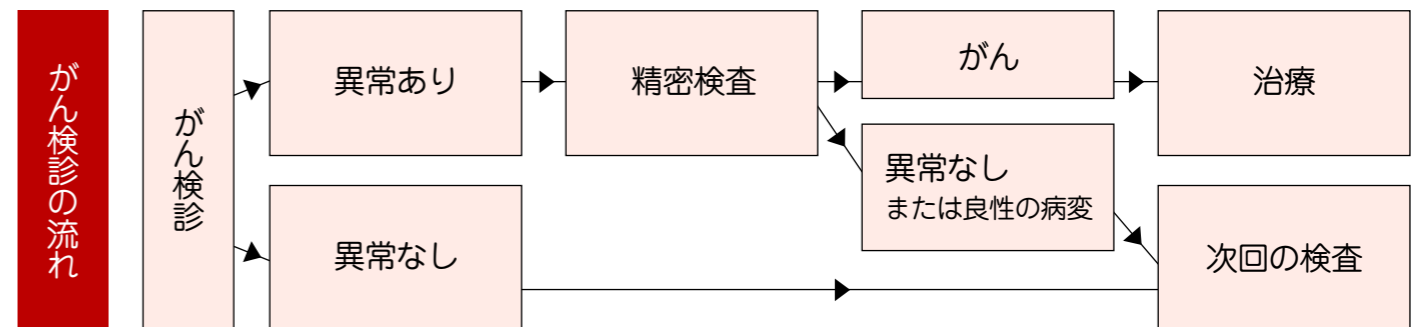 がん検診の流れ
がん検診
異常あり
精密検査
がん
治療
異常なし
または良性の病変
異常なし
次回の検査